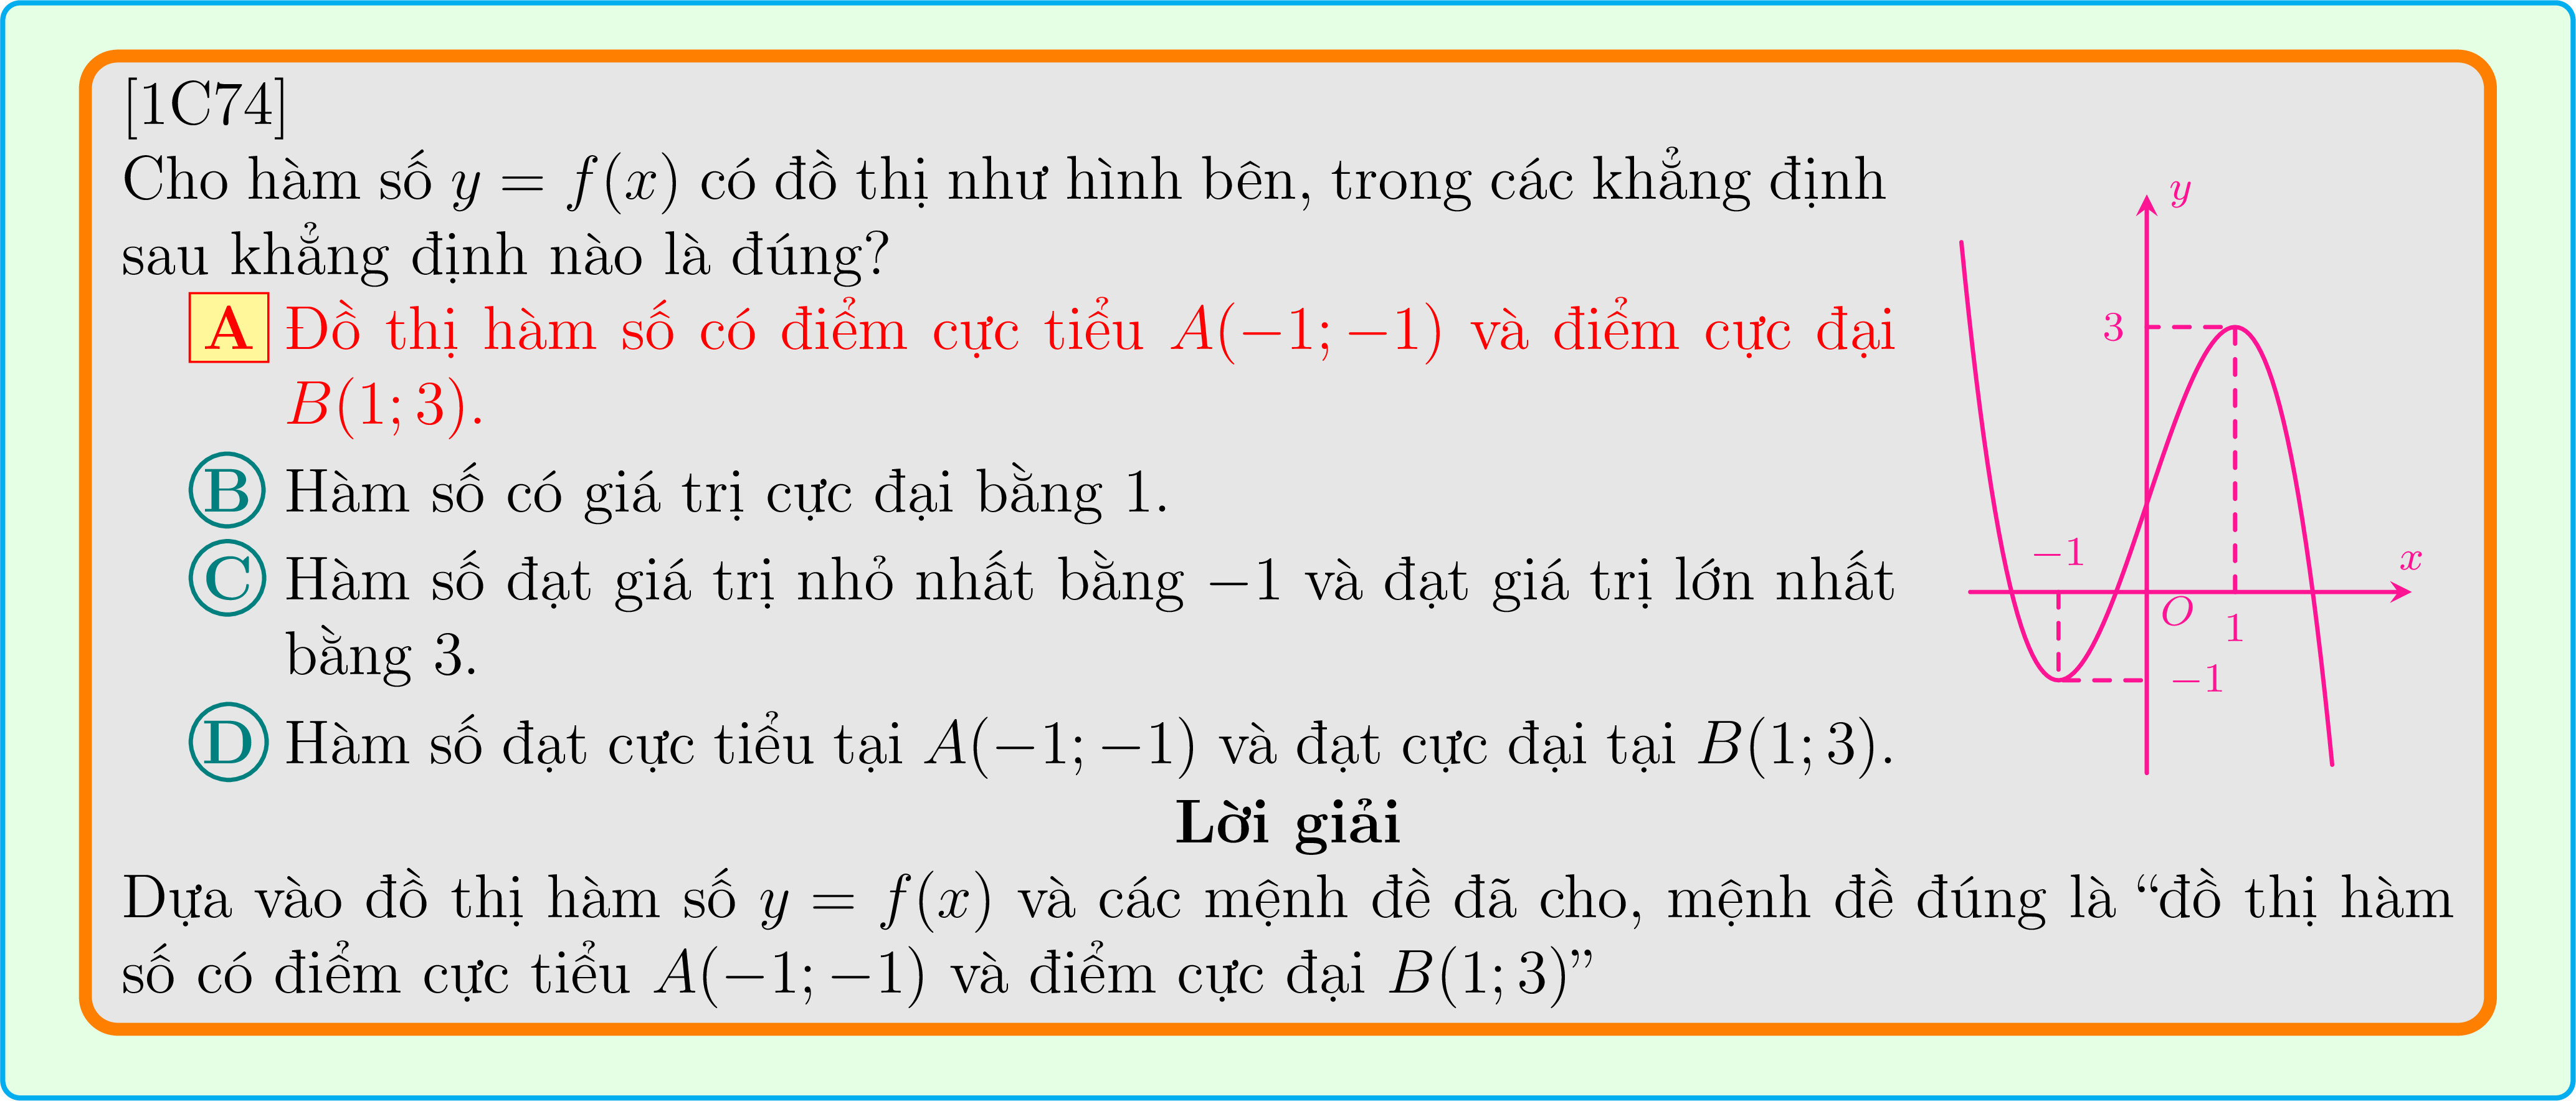 [1C74]
Cho hàm số y = f(x) có đồ thị như hình bên, trong các khẳng định
sau khẳng định nào là đúng?
A Đồ thị hàm số có điểm cực tiểu A(−1; −1) và điểm cực đại
B(1; 3).
B Hàm số có giá trị cực đại bằng 1.
C Hàm số đạt giá trị nhỏ nhất bằng −1 và đạt giá trị lớn nhất
bằng 3.
D Hàm số đạt cực tiểu tại A(−1; −1) và đạt cực đại tại B(1; 3).
y
3
−1
x
O
1
−1
Lời giải
Dựa vào đồ thị hàm số y = f(x) và các mệnh đề đã cho, mệnh đề đúng là “đồ thị hàm
số có điểm cực tiểu A(−1; −1) và điểm cực đại B(1; 3)”